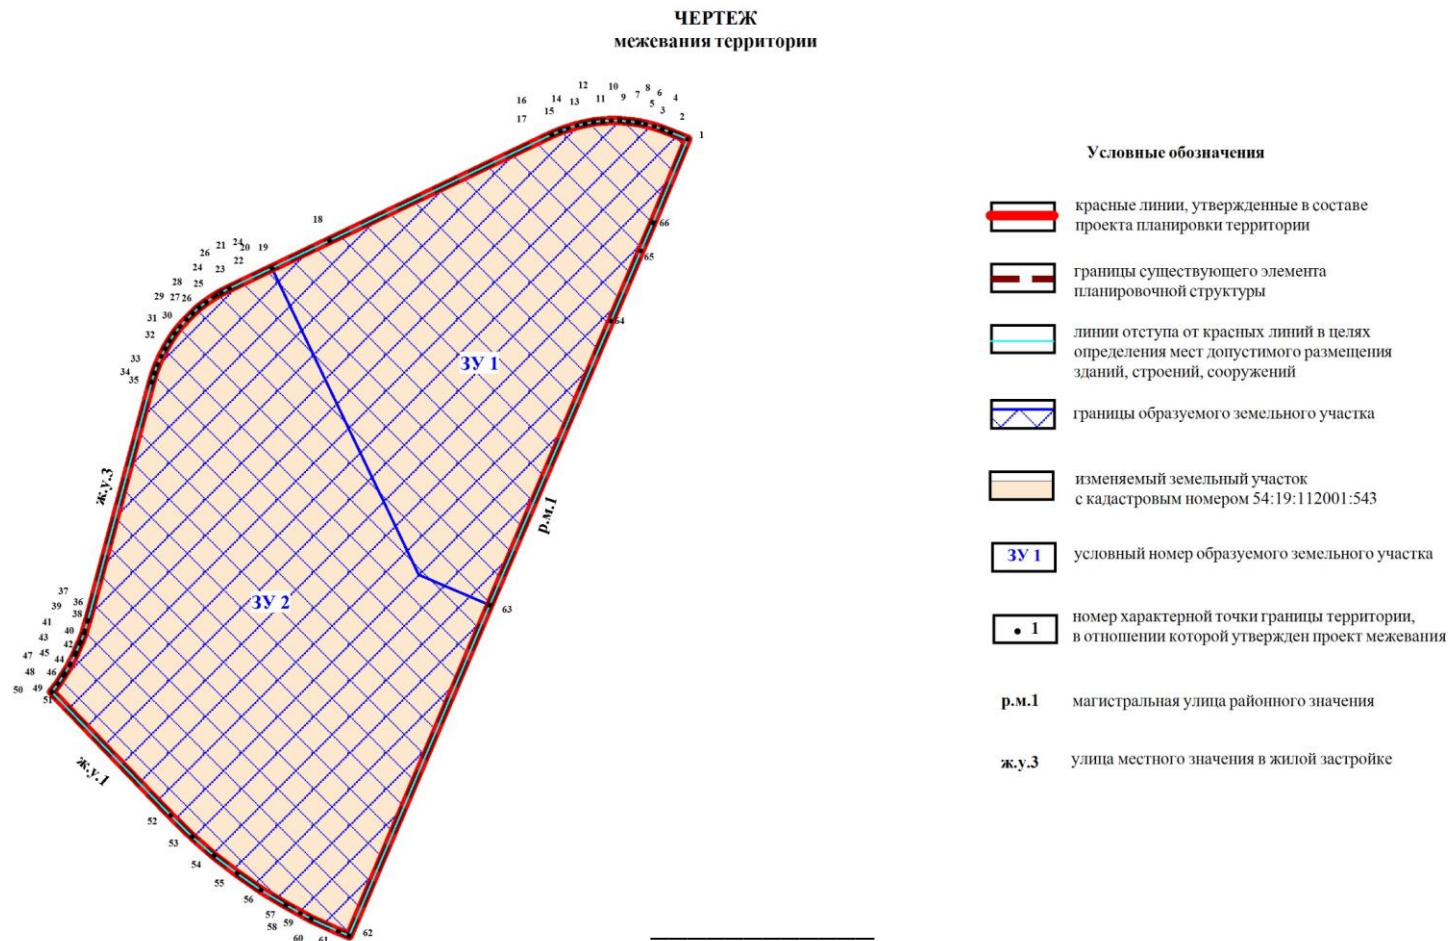 ЧЕРТЕЖ
межевания территории
16 14 12 10 8 6 4
17 15 13 11 9 7 5 3 2
1
18
66
65
64
26 21 24 20 19
28 24 23 22
29 27 26 25
31 30
32
33
34
35
ЗУ 1
ж.у.3
р.м.1
ЗУ 2
63
37
39 36
38
41
43 40
42
47 45 44
48 46
50 49
51
ж.у.1
52
53
54
55
56
57
58 59
60 61 62
Условные обозначения
красные линии, утвержденные в составе
проекта планировки территории
границы существующего элемента
планировочной структуры
линии отступа от красных линий в целях
определения мест допустимого размещения
зданий, строений, сооружений
границы образуемого земельного участка
изменяемый земельный участок
с кадастровым номером 54:19:112001:543
ЗУ 1 условный номер образуемого земельного участка
номер характерной точки границы территории,
1 в отношении которой утвержден проект межевания
р.м.1 магистральная улица районного значения
ж.у.3 улица местного значения в жилой застройке